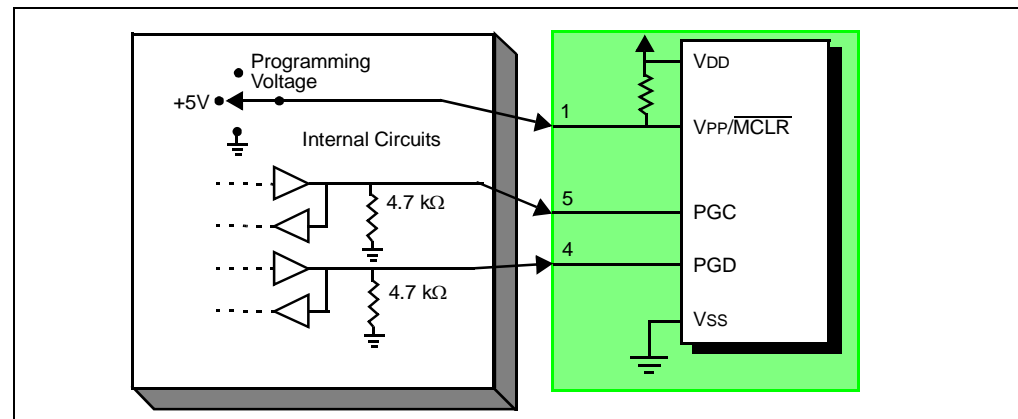 Programming
Voltage
+5V
Internal Circuits
4.7 kΩ
4.7 kΩ
1
5
4
VDD
VPP/MCLR
PGC
PGD
VSS